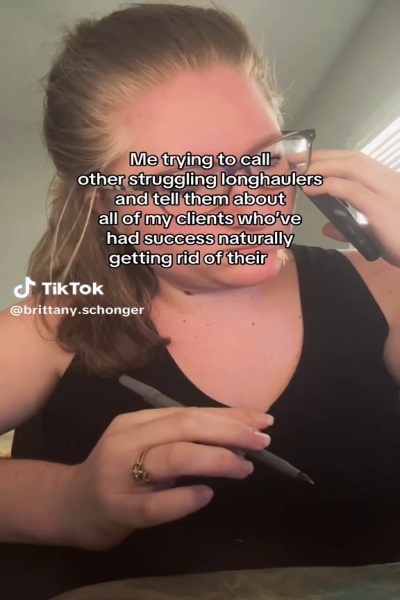 Me trying to call
other struggling longhaulers
and tell them about
all of my clients who've
had success naturally
getting rid of their
TikTok
@brittany.schonger